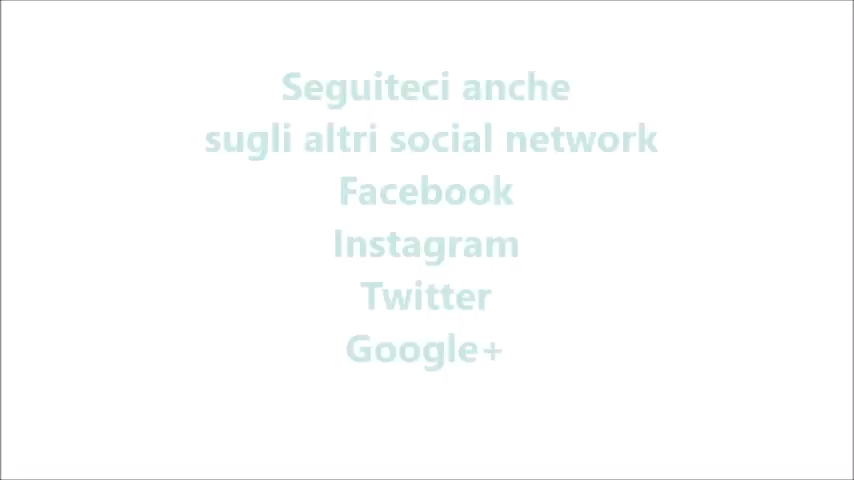 Seguiteci anche
sugli altri social network
Facebook
Instagram
Twitter
Google+